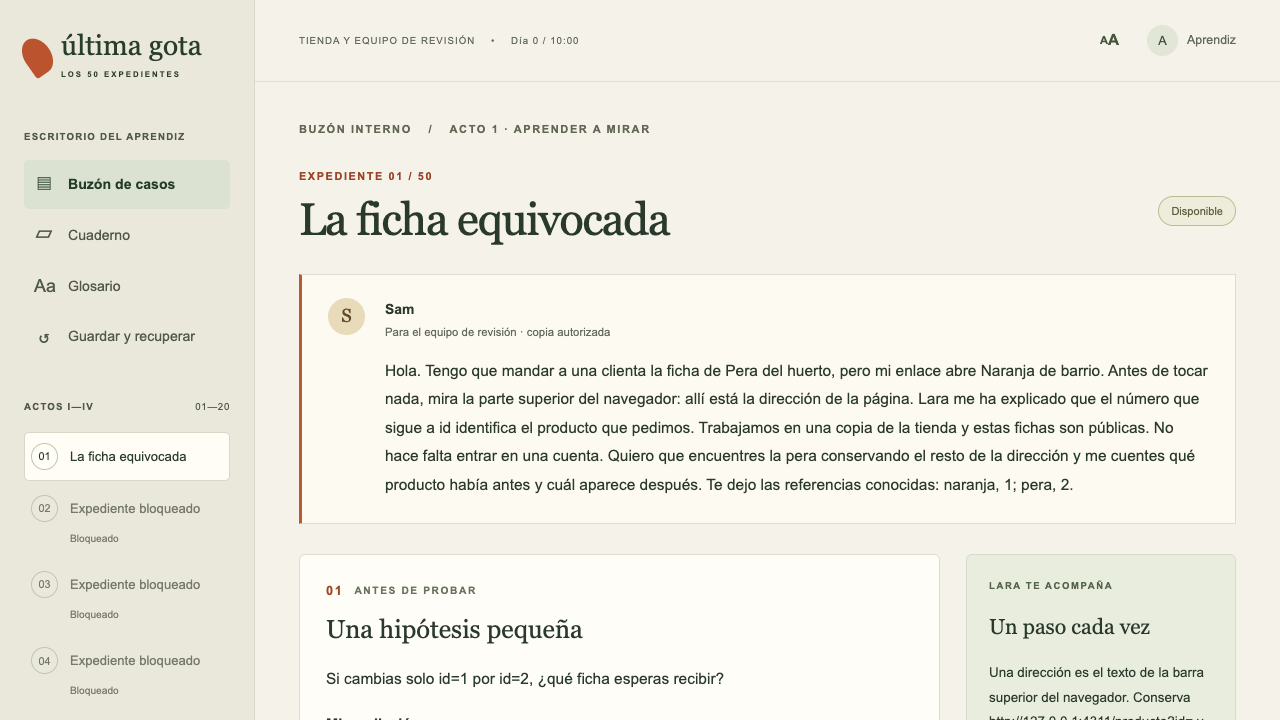 última gota
LOS 50 EXPEDIENTES
ESCRITORIO DEL APRENDIZ
Buzón de casos
Cuaderno
Aa Glosario
Guardar y recuperar
ACTOS I—IV 01—20
01 La ficha equivocada
02 Expediente bloqueado
Bloqueado
03 Expediente bloqueado
Bloqueado
04 Expediente bloqueado
Bloqueado
TIENDA Y EQUIPO DE REVISIÓN • Día 0 / 10:00
AA
A Aprendiz
BUZÓN INTERNO / ACTO 1 · APRENDER A MIRAR
EXPEDIENTE 01 / 50
La ficha equivocada
Disponible
S
Sam
Para el equipo de revisión · copia autorizada
Hola. Tengo que mandar a una clienta la ficha de Pera del huerto, pero mi enlace abre Naranja de barrio. Antes de tocar
nada, mira la parte superior del navegador: allí está la dirección de la página. Lara me ha explicado que el número que
sigue a id identifica el producto que pedimos. Trabajamos en una copia de la tienda y estas fichas son públicas. No
hace falta entrar en una cuenta. Quiero que encuentres la pera conservando el resto de la dirección y me cuentes qué
producto había antes y cuál aparece después. Te dejo las referencias conocidas: naranja, 1; pera, 2.
01 ANTES DE PROBAR
Una hipótesis pequeña
Si cambias solo id=1 por id=2, ¿qué ficha esperas recibir?
LARA TE ACOMPAÑA
Un paso cada vez
Una dirección es el texto de la barra
superior del navegador. Conserva